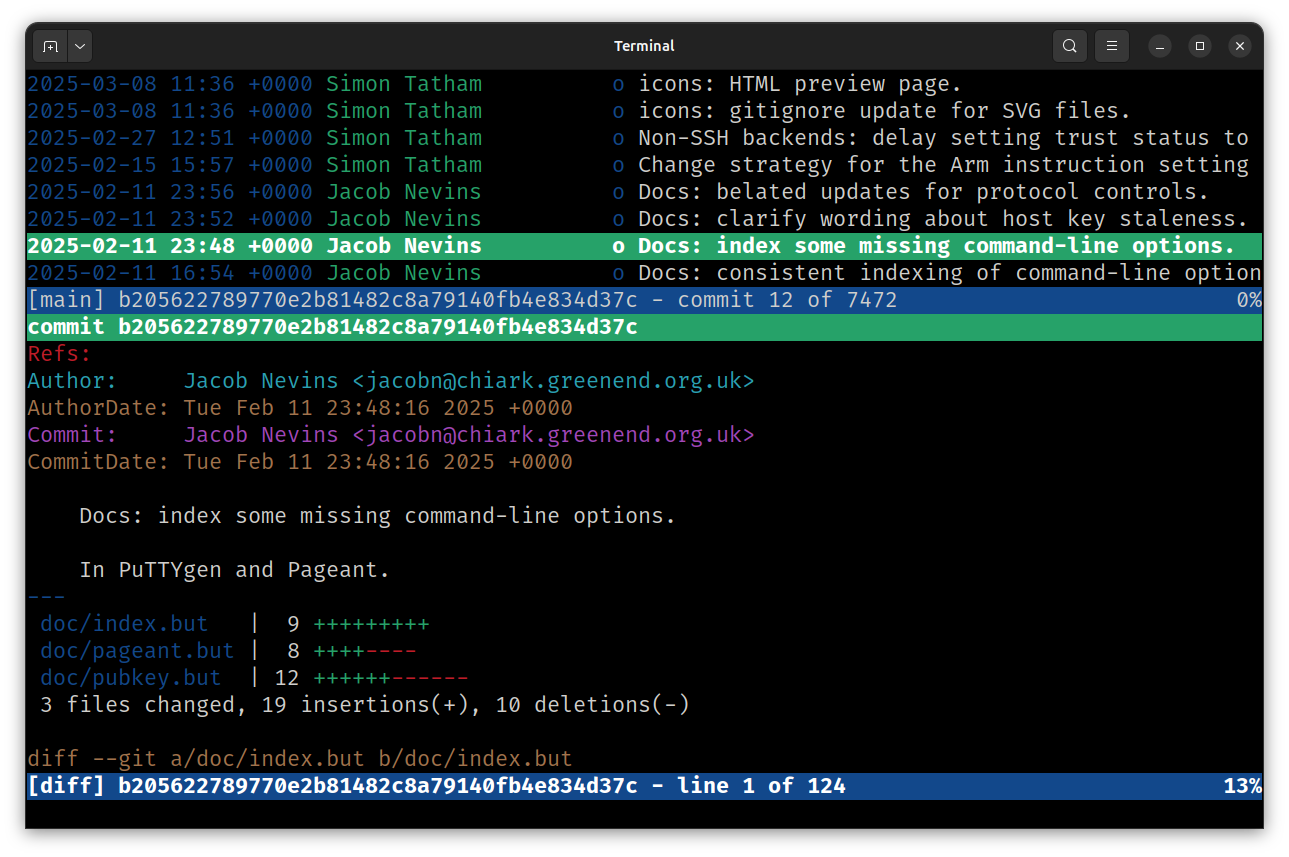 Terminal
2025-03-08 11:36 +0000 Simon Tatham          o icons: HTML preview page.
2025-03-08 11:36 +0000 Simon Tatham          o icons: gitignore update for SVG files.
2025-02-27 12:51 +0000 Simon Tatham          o Non-SSH backends: delay setting trust status to
2025-02-15 15:57 +0000 Simon Tatham          o Change strategy for the Arm instruction setting
2025-02-11 23:56 +0000 Jacob Nevins          o Docs: belated updates for protocol controls.
2025-02-11 23:52 +0000 Jacob Nevins          o Docs: clarify wording about host key staleness.
2025-02-11 23:48 +0000 Jacob Nevins          o Docs: index some missing command-line options.
2025-02-11 16:54 +0000 Jacob Nevins          o Docs: consistent indexing of command-line option
[main] b205622789770e2b81482c8a79140fb4e834d37c - commit 12 of 7472                          0%
commit b205622789770e2b81482c8a79140fb4e834d37c
Refs:
Author:     Jacob Nevins <jacobn@chiark.greenend.org.uk>
AuthorDate: Tue Feb 11 23:48:16 2025 +0000
Commit:     Jacob Nevins <jacobn@chiark.greenend.org.uk>
CommitDate: Tue Feb 11 23:48:16 2025 +0000
    Docs: index some missing command-line options.
    In PuTTYgen and Pageant.
---
 doc/index.but   |  9 +++++++++
 doc/pageant.but |  8 ++++----
 doc/pubkey.but  | 12 ++++++------
 3 files changed, 19 insertions(+), 10 deletions(-)
diff --git a/doc/index.but b/doc/index.but
[diff] b205622789770e2b81482c8a79140fb4e834d37c - line 1 of 124                             13%